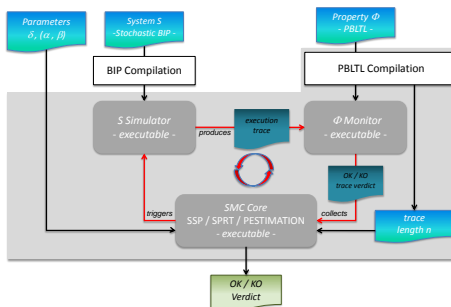 Parameters
δ, (α, β)
System S
-Stochastic BIP-
Property Φ
- PBLTL-
BIP Compilation
PBLTL Compilation
S Simulator
- executable -
produces
execution
trace
Φ Monitor
- executable -
OK / KO
trace verdict
triggers
SMC Core
SSP / SPRT / PESTIMATION
- executable -
collects
trace
length n
OK / KO
Verdict